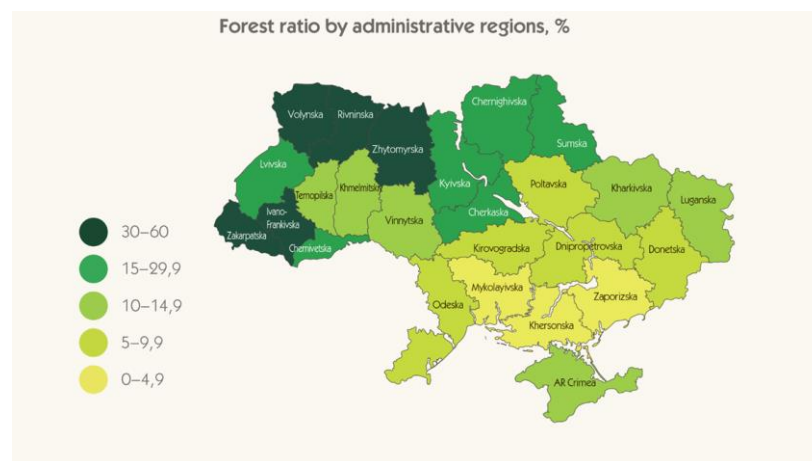 Forest ratio by administrative regions, %
Volynska
Rivninska
Zhytomyrska
Chernighivska
Sumska
Lvivska
Ternopilska
Khmelnitska
Kyivska
Poltavska
Kharkivska
Luganska
Ivano-
Frankivska
Zakarpatska
Chernivetska
Vinnytska
Cherkaska
Kirovogradska
Dnipropetrovska
Donetska
Odeska
Mykolayivska
Zaporizska
Khersonska
AR Crimea
30–60
15–29,9
10–14,9
5–9,9
0–4,9